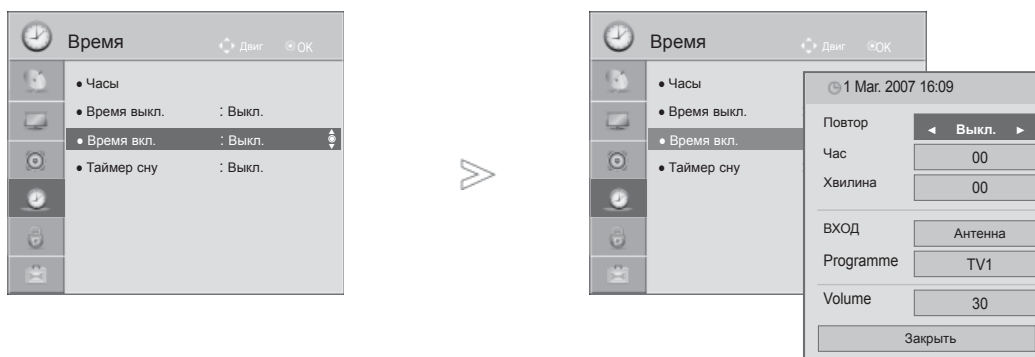 Время Двиг OK
• Часы
• Время выкл. : Выкл.
• Время вкл. : Выкл.
• Таймер сну : Выкл.
Время Двиг OK
• Часы
• Время выкл.
• Время вкл.
• Таймер сну
1 Mar. 2007 16:09
Повтор ◄ Выкл. ►
Час 00
Хвилина 00
ВХОД Антенна
Programme TV1
Volume 30
Закрыть